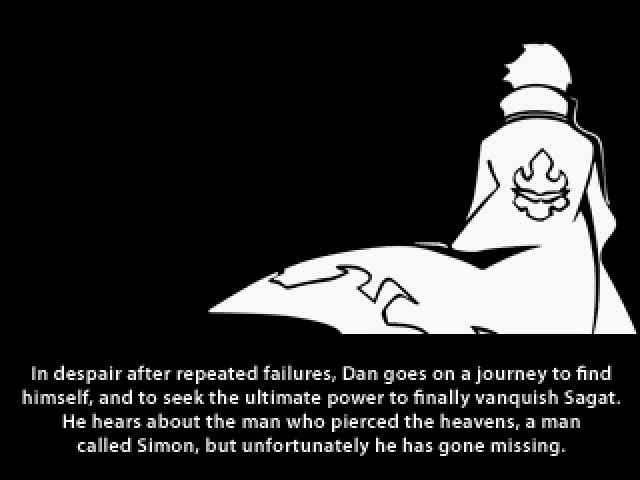 In despair after repeated failures, Dan goes on a journey to find
himself, and to seek the ultimate power to finally vanquish Sagat.
He hears about the man who pierced the heavens, a man
called Simon, but unfortunately he has gone missing.